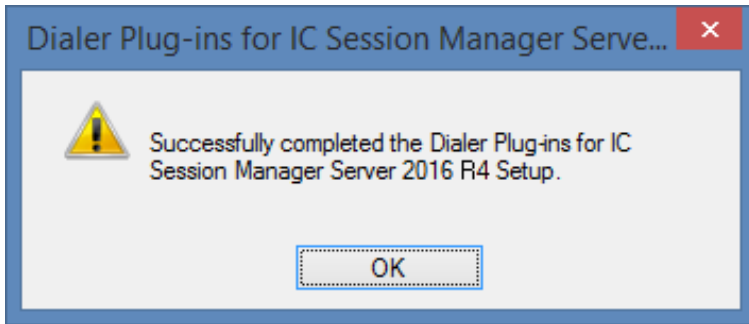 Dialer Plug-ins for IC Session Manager Serve...
Successfully completed the Dialer Plug-ins for IC
Session Manager Server 2016 R4 Setup.
OK